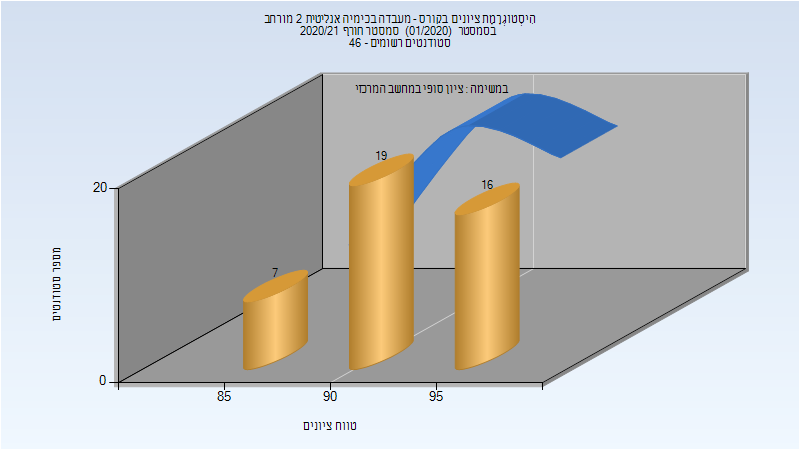 היסטוגרמת ציונים בקורס - מעבדה בכימיה אנליטית 2 מורחב
בסמסטר (01/2020) סמסטר חורף 2020/21
סטודנטים רשומים - 46
במשימה : ציון סופי במחשב המרכזי
20
0
מספר סטודנטים
7
19
16
85
90
95
טווח ציונים